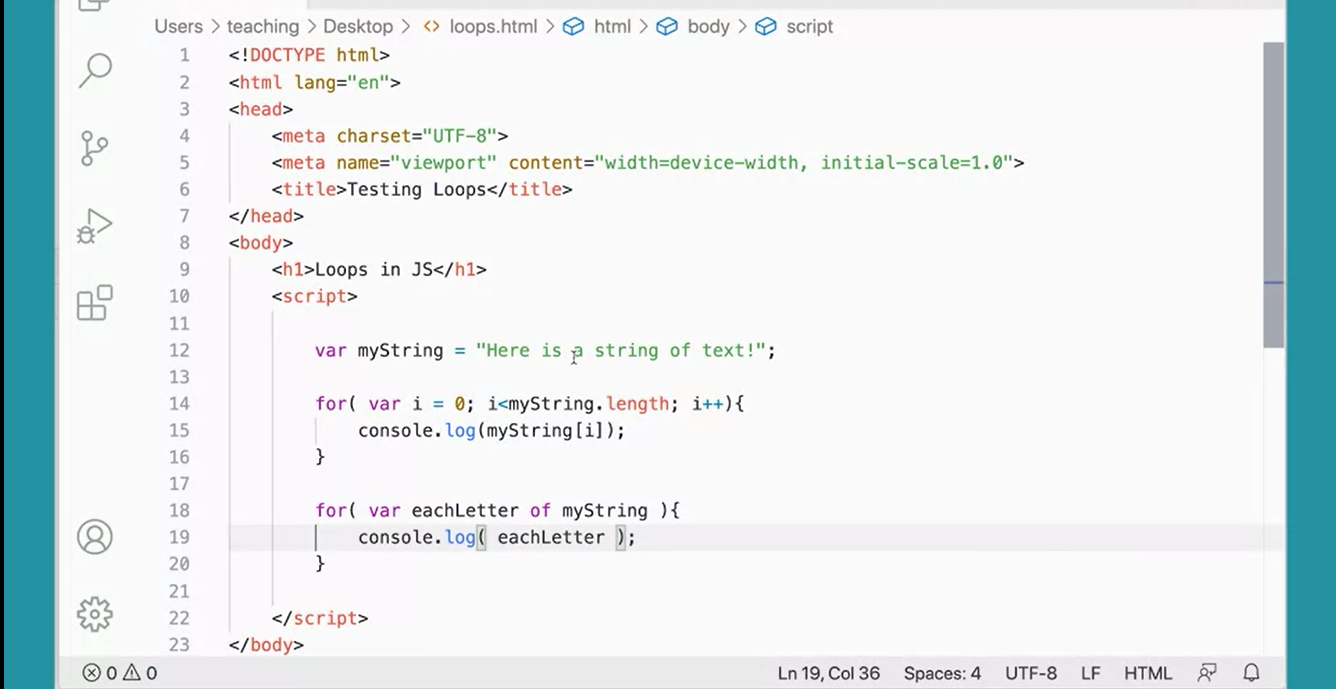 Users > teaching > Desktop > <> loops.html > html > body > script
1 <!DOCTYPE html>
2 <html lang="en">
3 <head>
4     <meta charset="UTF-8">
5     <meta name="viewport" content="width=device-width, initial-scale=1.0">
6     <title>Testing Loops</title>
7 </head>
8 <body>
9     <h1>Loops in JS</h1>
10     <script>
11
12         var myString = "Here is a string of text!";
13
14         for( var i = 0; i<myString.length; i++){
15             console.log(myString[i]);
16         }
17
18         for( var eachLetter of myString ){
19             console.log( eachLetter );
20         }
21
22     </script>
23 </body>
0 0 Ln 19, Col 36 Spaces: 4 UTF-8 LF HTML